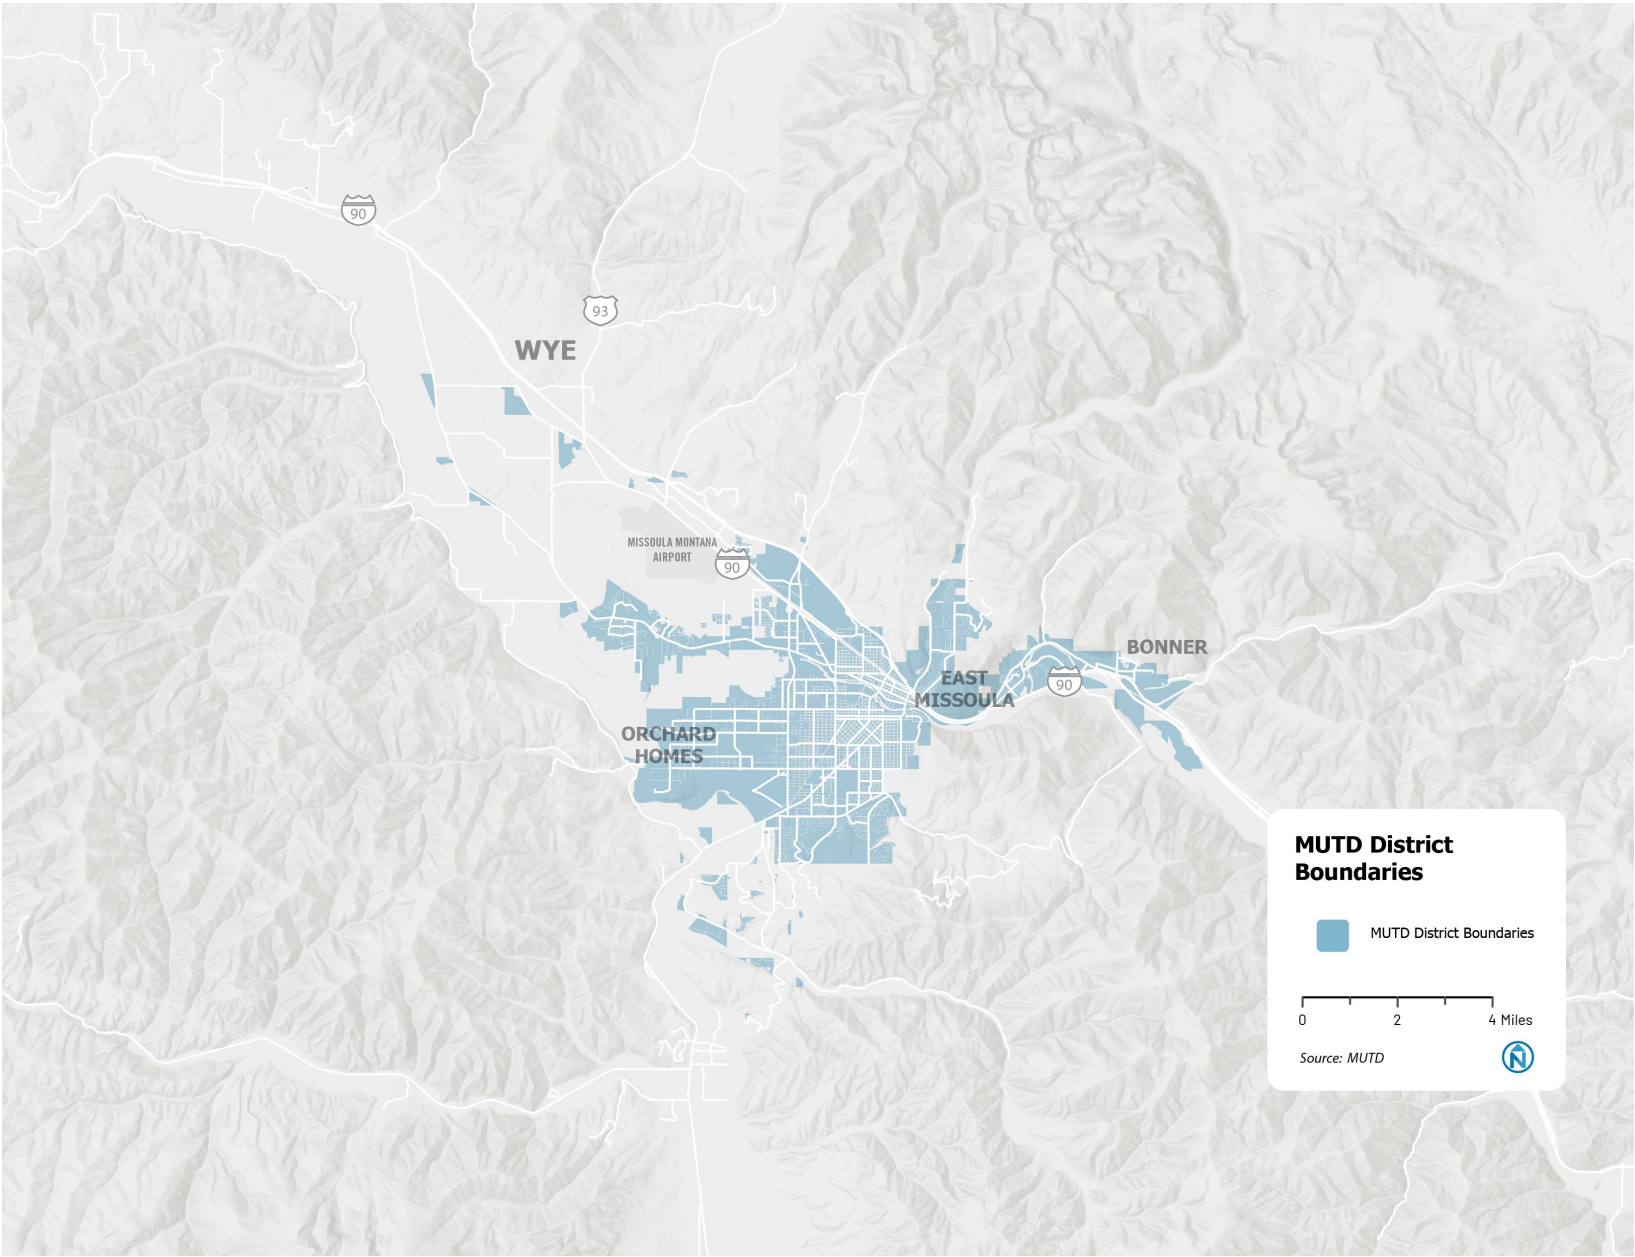 90
93
WYE
MISSOULA MONTANA
AIRPORT
90
BONNER
EAST
MISSOULA
90
ORCHARD
HOMES
MUTD District
Boundaries
MUTD District Boundaries
0 2 4 Miles
Source: MUTD
N